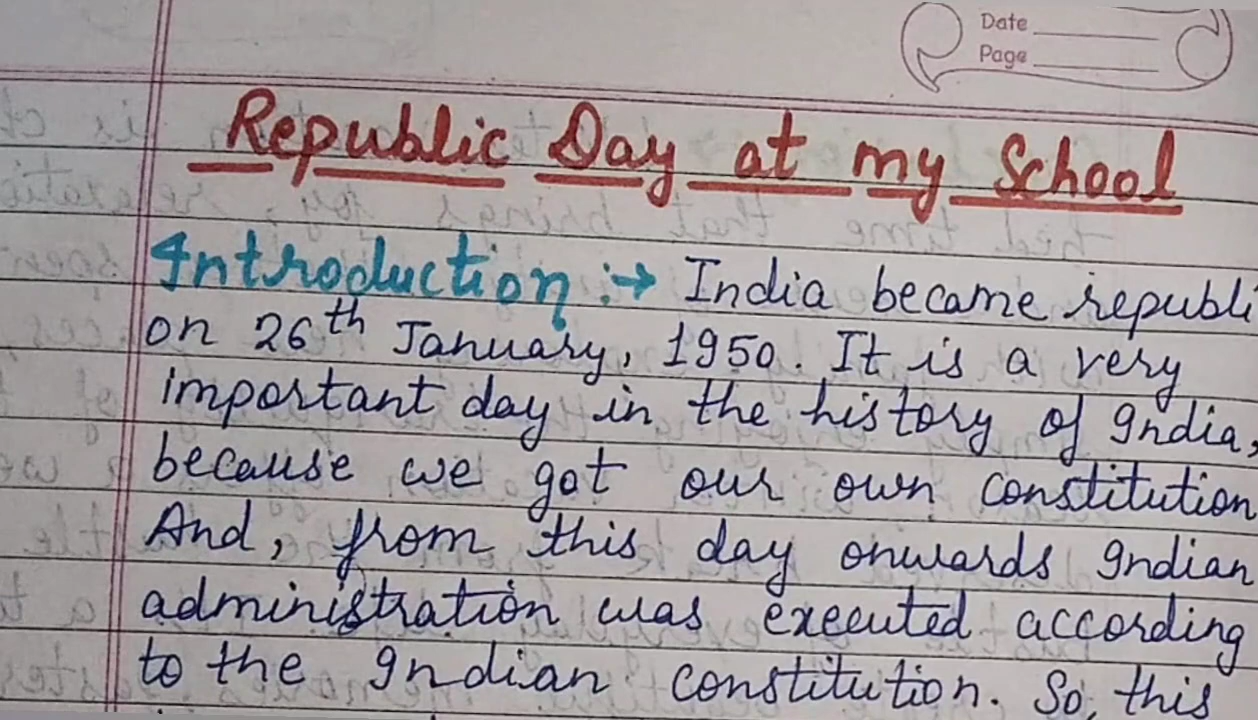 Date
Page
Republic Day at my School
Introduction :→ India became republi
on 26th January, 1950. It is a very
important day in the history of India,
because we got our own constitution
And, from this day onwards Indian
administration was executed according
to the Indian constitution. So, this